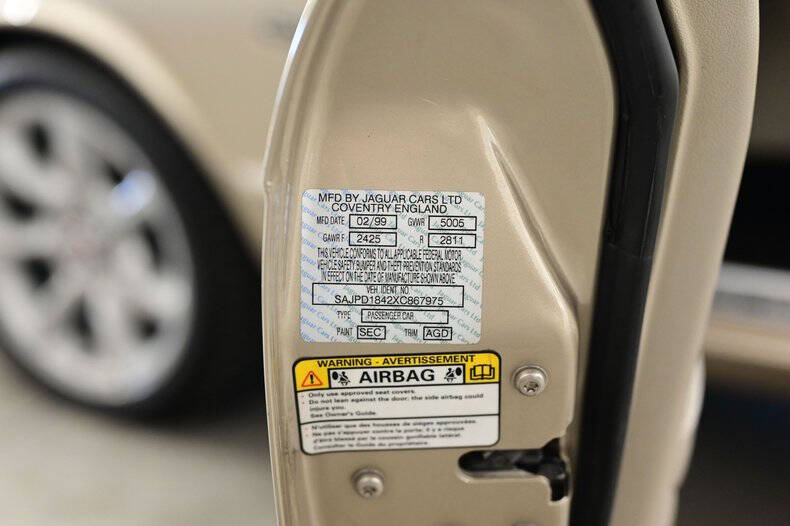 MFD BY JAGUAR CARS LTD
COVENTRY ENGLAND
MFD DATE 02/99 GVWR 5005
GAWR F 2425 R 2811
THIS VEHICLE CONFORMS TO ALL APPLICABLE FEDERAL MOTOR
VEHICLE SAFETY BUMPER AND THEFT PREVENTION STANDARDS
IN EFFECT ON THE DATE OF MANUFACTURE SHOWN ABOVE
VEH. IDENT. NO.
SAJPD1842XC867975
TYPE PASSENGER CAR
PAINT SEC TRIM AGD
WARNING - AVERTISSEMENT
AIRBAG
- Only use approved seat covers.
- Do not lean against the door, the side airbag could
injure you.
See Owner's Guide.
- N'utiliser que des housses de sièges approuvées.
- Ne pas s'appuyer contre la porte; il y a risque
d'être blessé par le coussin gonflable latéral.
Consulter le Guide du propriétaire.